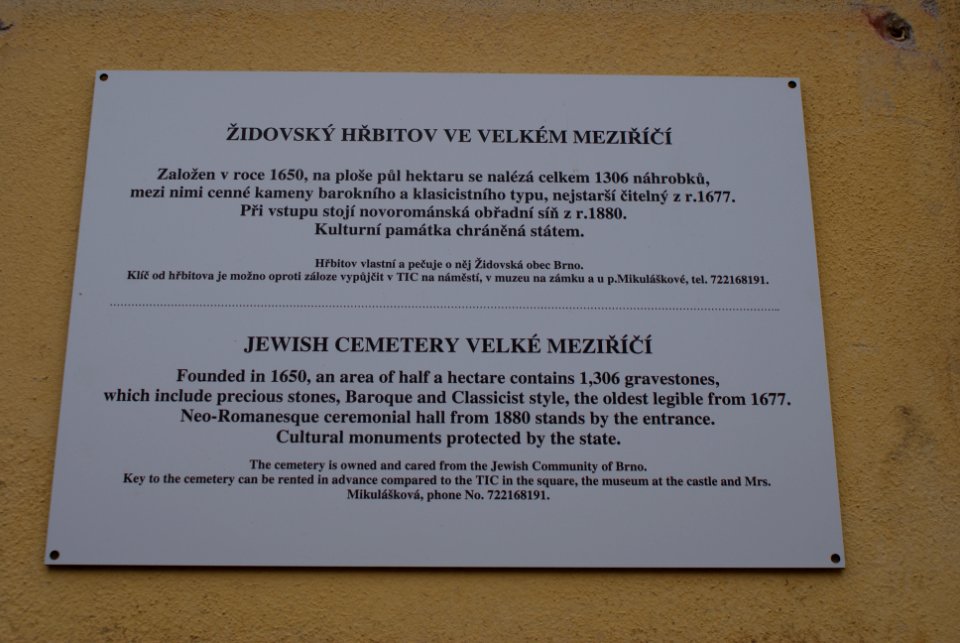 ŽIDOVSKÝ HŘBITOV VE VELKÉM MEZIŘÍČÍ
Založen v roce 1650, na ploše půl hektaru se nalézá celkem 1306 náhrobků,
mezi nimi cenné kameny barokního a klasicistního typu, nejstarší čitelný z r.1677.
Při vstupu stojí novorománská obřadní síň z r.1880.
Kulturní památka chráněná státem.
Hřbitov vlastní a pečuje o něj Židovská obec Brno.
Klíč od hřbitova je možno oproti záloze vypůjčit v TIC na náměstí, v muzeu na zámku a u p.Mikuláškové, tel. 722168191.
JEWISH CEMETERY VELKÉ MEZIŘÍČÍ
Founded in 1650, an area of half a hectare contains 1,306 gravestones,
which include precious stones, Baroque and Classicist style, the oldest legible from 1677.
Neo-Romanesque ceremonial hall from 1880 stands by the entrance.
Cultural monuments protected by the state.
The cemetery is owned and cared from the Jewish Community of Brno.
Key to the cemetery can be rented in advance compared to the TIC in the square, the museum at the castle and Mrs.
Mikulášková, phone No. 722168191.